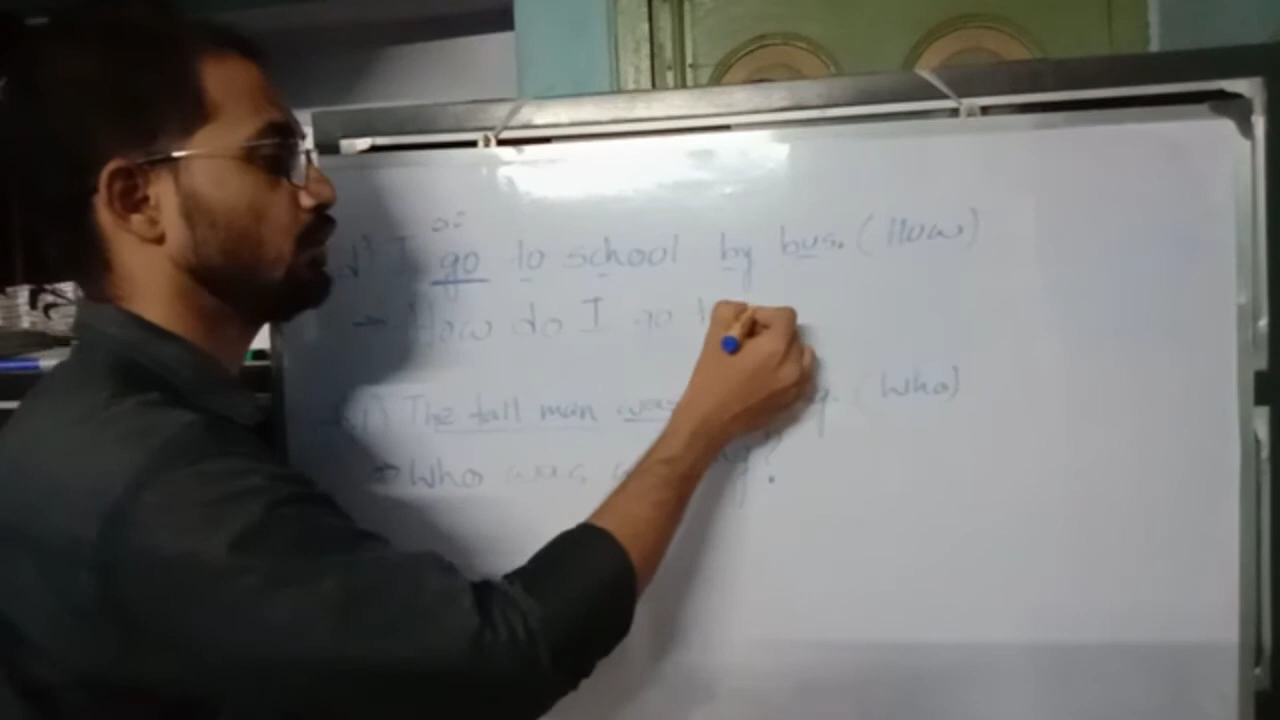 d) I go to school by bus. (How)
→ How do I go t
) The tall man was (Who)
→ Who was ?